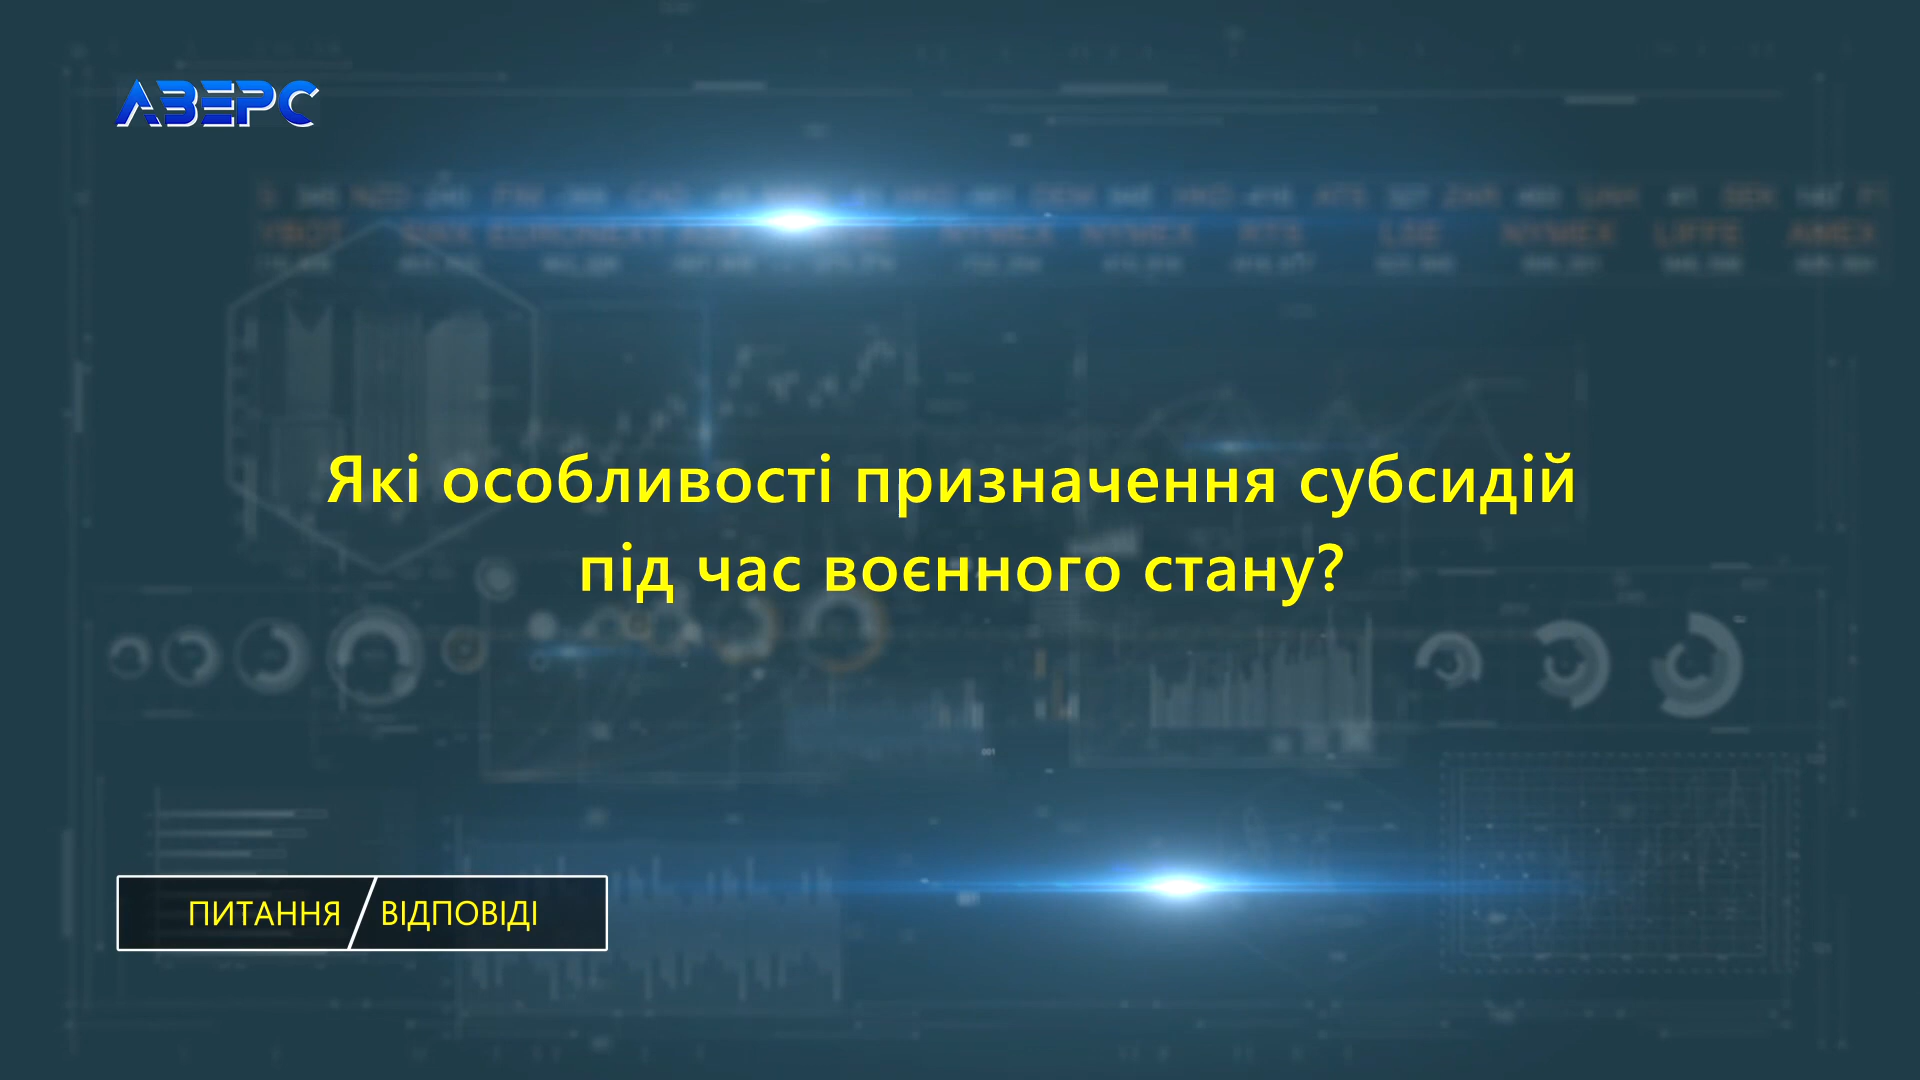 АВЕРС
Які особливості призначення субсидій
під час воєнного стану?
ПИТАННЯ / ВІДПОВІДІ